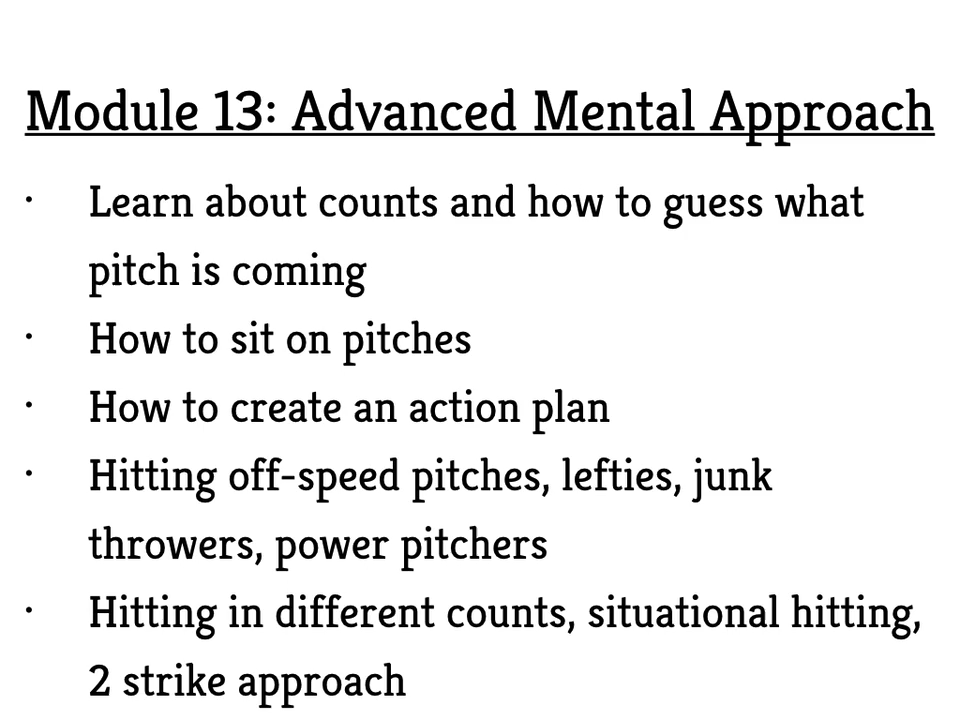 Module 13: Advanced Mental Approach
· Learn about counts and how to guess what
pitch is coming
· How to sit on pitches
· How to create an action plan
· Hitting off-speed pitches, lefties, junk
throwers, power pitchers
· Hitting in different counts, situational hitting,
2 strike approach